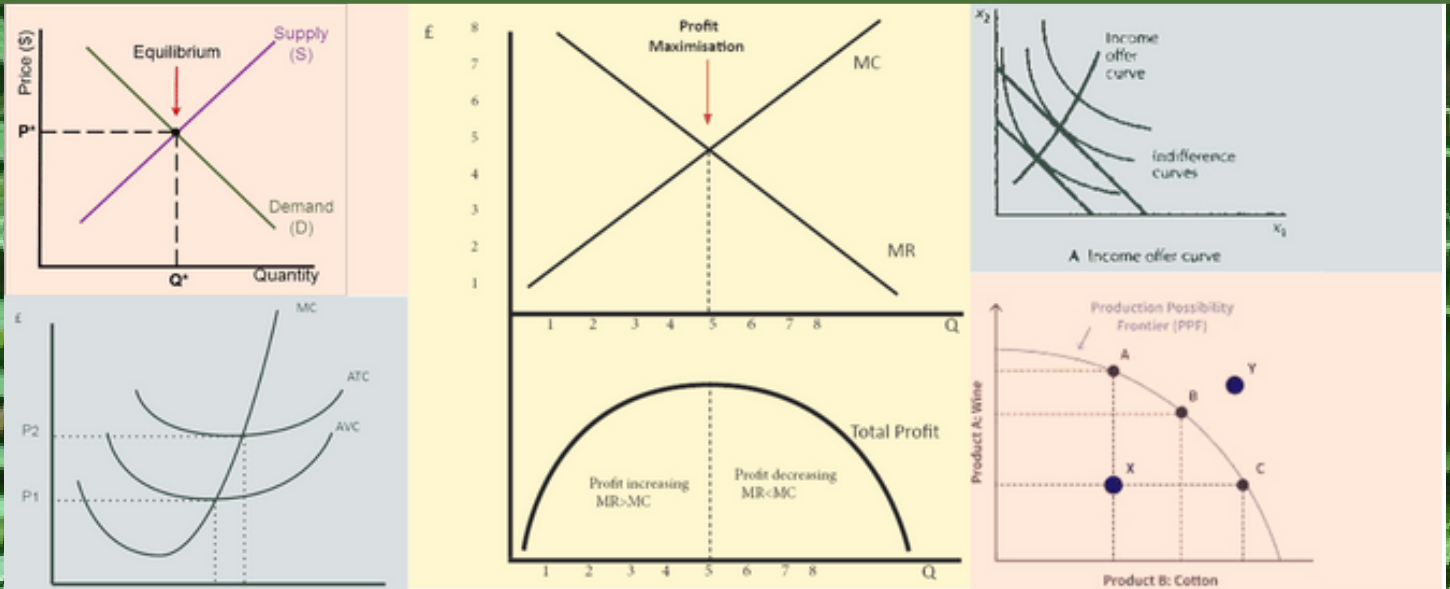 Price ($)
Supply
(S)
Equilibrium
P*
Demand
(D)
Q*
Quantity
£
MC
ATC
P2
AVC
P1
£
8
7
6
5
4
3
2
1
Profit
Maximisation
MC
MR
1 2 3 4 5 6 7 8 Q
Total Profit
Profit increasing
MR>MC
Profit decreasing
MR<MC
1 2 3 4 5 6 7 8 Q
x₂
Income
offer
curve
Indifference
curves
x₁
A Income offer curve
Production Possibility
Frontier (PPF)
A
Y
B
X
C
Product A: Wine
Product B: Cotton